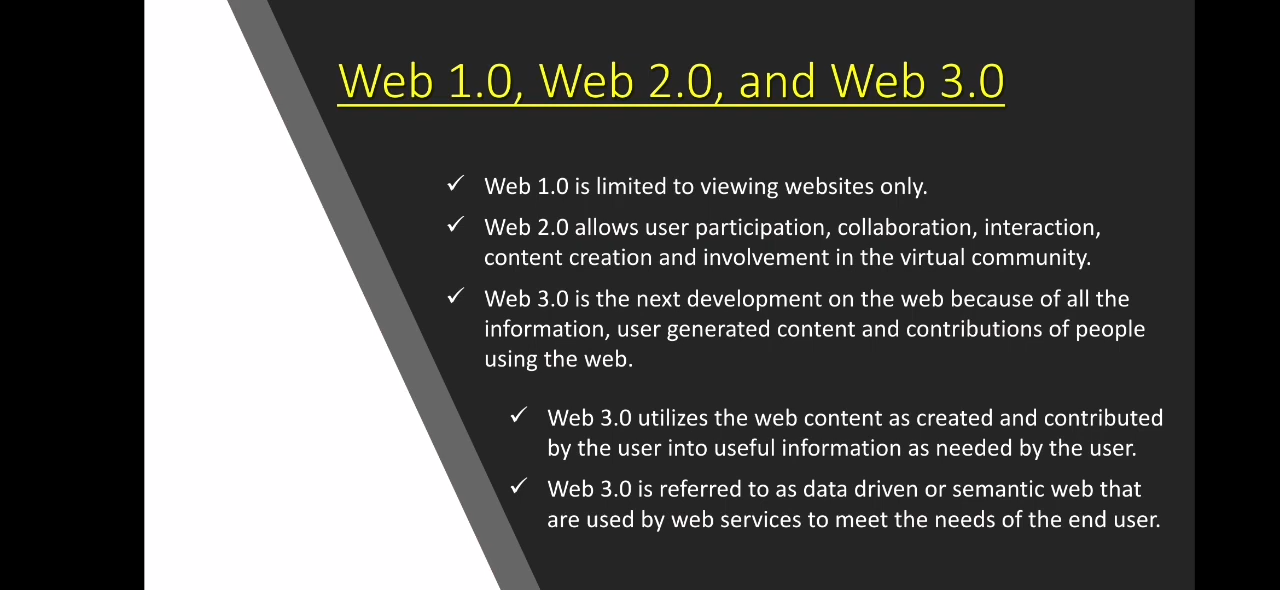 Web 1.0, Web 2.0, and Web 3.0
✓ Web 1.0 is limited to viewing websites only.
✓ Web 2.0 allows user participation, collaboration, interaction,
content creation and involvement in the virtual community.
✓ Web 3.0 is the next development on the web because of all the
information, user generated content and contributions of people
using the web.
✓ Web 3.0 utilizes the web content as created and contributed
by the user into useful information as needed by the user.
✓ Web 3.0 is referred to as data driven or semantic web that
are used by web services to meet the needs of the end user.